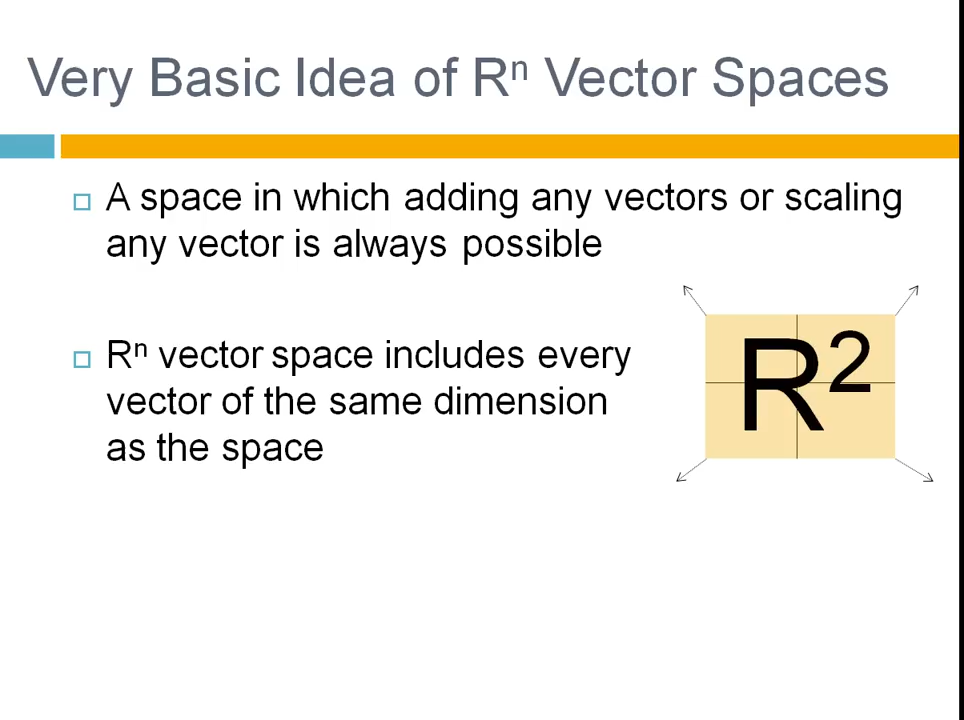 Very Basic Idea of Rⁿ Vector Spaces
A space in which adding any vectors or scaling
any vector is always possible
Rⁿ vector space includes every
vector of the same dimension
as the space
R²